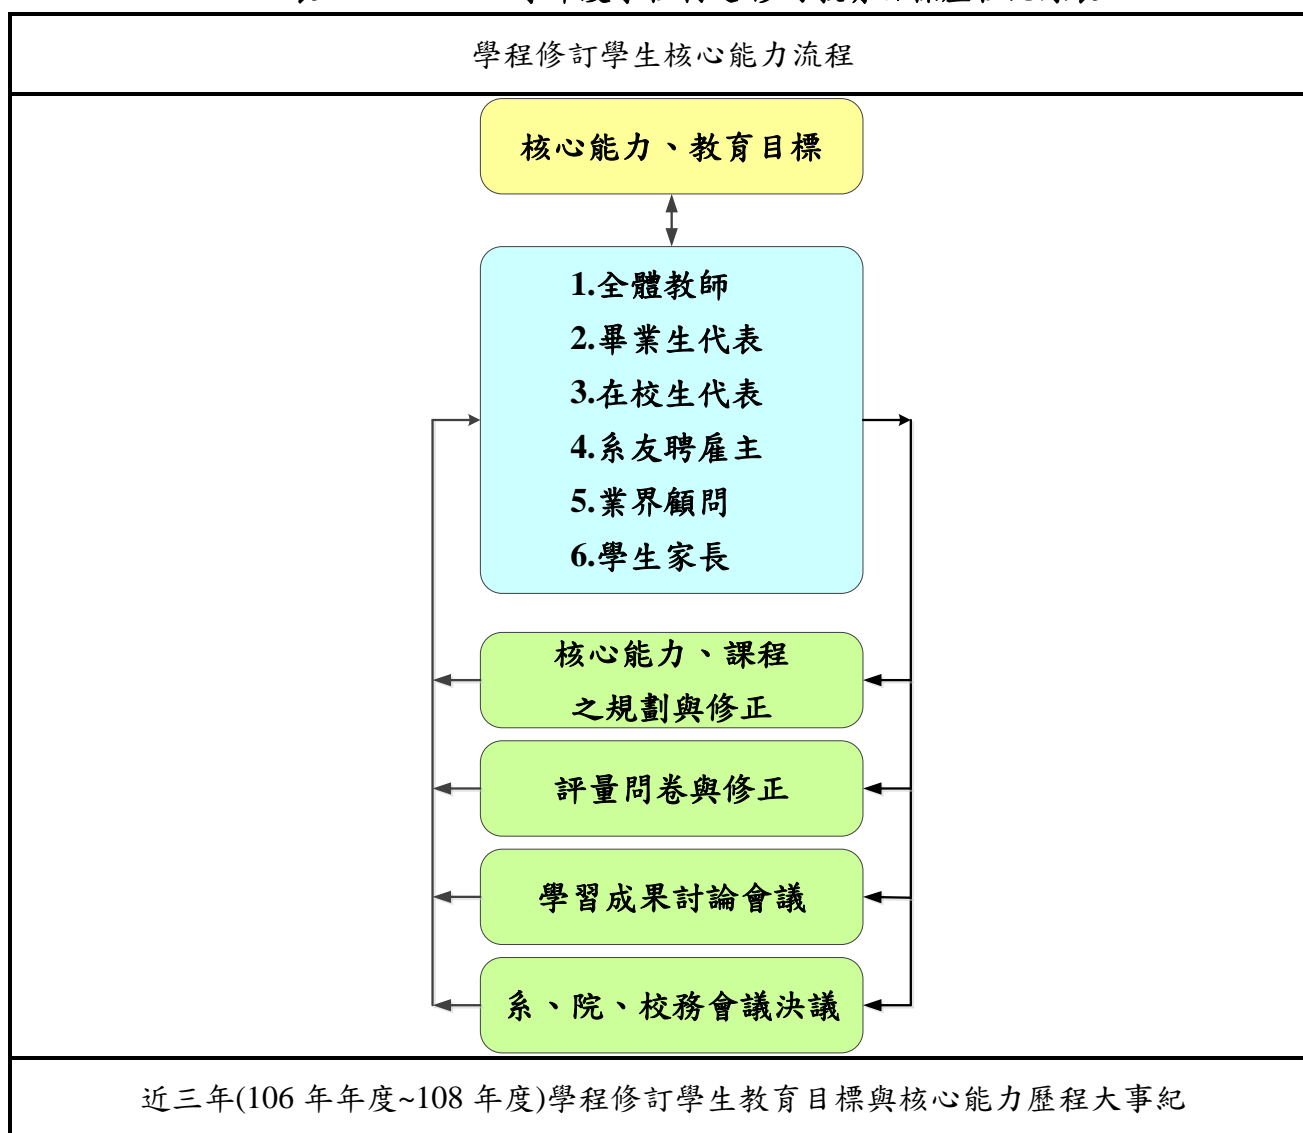 學程修訂學生核心能力流程
核心能力、教育目標
1.全體教師
2.畢業生代表
3.在校生代表
4.系友聘雇主
5.業界顧問
6.學生家長
核心能力、課程
之規劃與修正
評量問卷與修正
學習成果討論會議
系、院、校務會議決議
近三年(106 年年度~108 年度)學程修訂學生教育目標與核心能力歷程大事紀